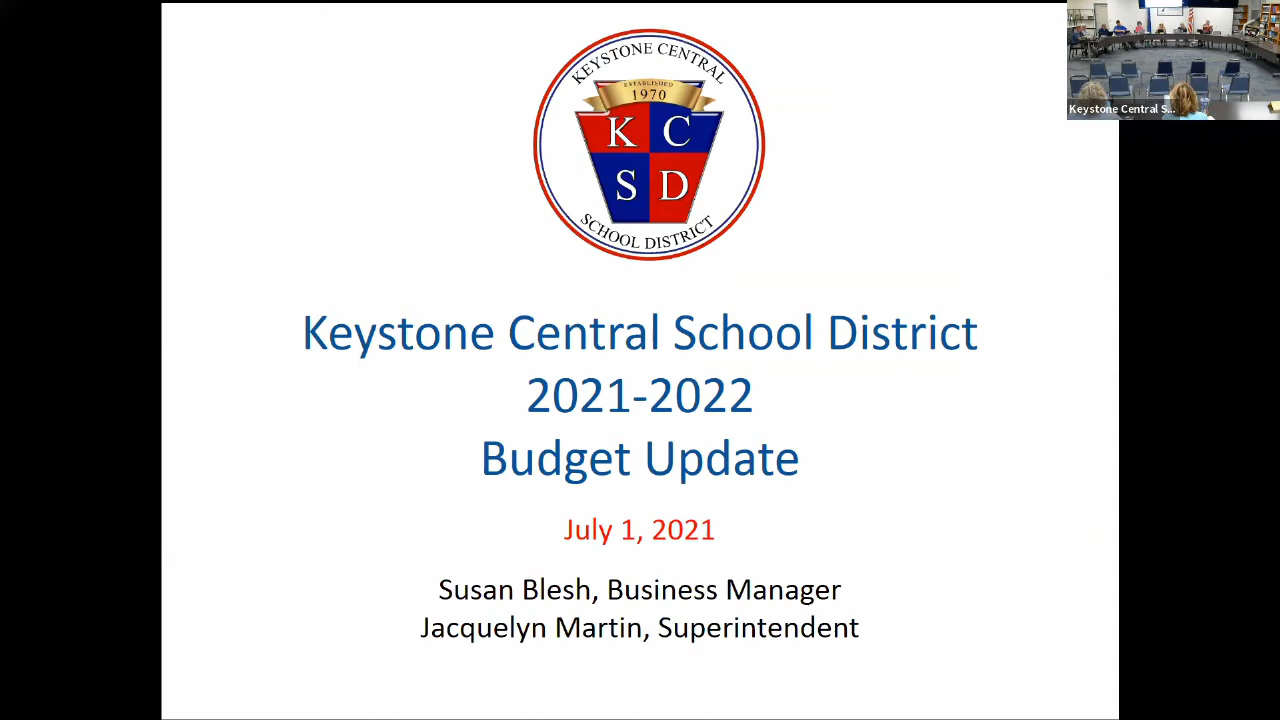 KEYSTONE CENTRAL
ESTABLISHED
1970
K C
S D
SCHOOL DISTRICT
Keystone Central S...
Keystone Central School District
2021-2022
Budget Update
July 1, 2021
Susan Blesh, Business Manager
Jacquelyn Martin, Superintendent